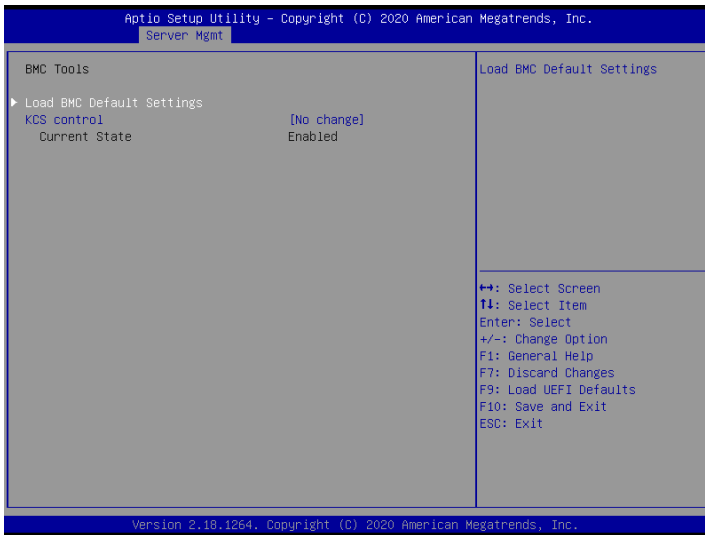 Aptio Setup Utility – Copyright (C) 2020 American Megatrends, Inc.
Server Mgmt
BMC Tools
Load BMC Default Settings
KCS control [No change]
Current State Enabled
Load BMC Default Settings
↔: Select Screen
↑↓: Select Item
Enter: Select
+/-: Change Option
F1: General Help
F7: Discard Changes
F9: Load UEFI Defaults
F10: Save and Exit
ESC: Exit
Version 2.18.1264. Copyright (C) 2020 American Megatrends, Inc.